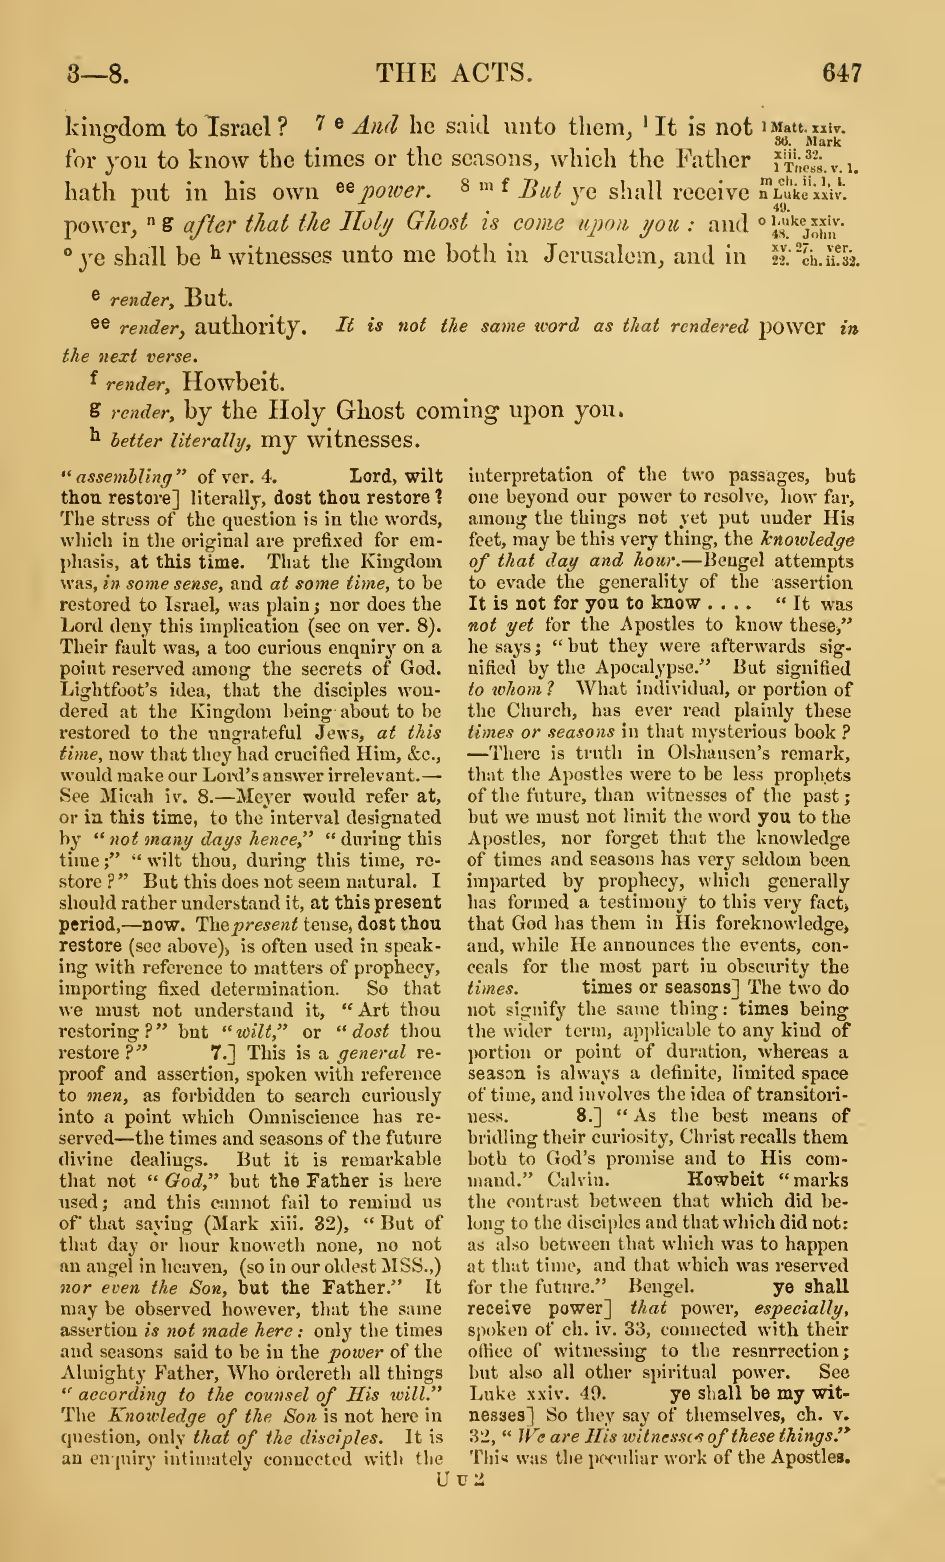 3—8.
THE ACTS.
647
kingdom to Israel ? 7 e And he said unto them, l It is not
for you to know the times or the seasons, which the Father
hath put in his own ee power. 8 m f But ye shall receive
power, n g after that the Holy Ghost is come upon you : and
o ye shall be h witnesses unto me both in Jerusalem, and in
l Matt. xxiv.
36. Mark
xiii. 32.
1 Thess. v. 1.
m ch. ii. 1, 4.
n Luke xxiv.
49.
o Luke xxiv.
48. John
xv. 27. ver.
22. ch. ii. 32.
e render, But.
ee render, authority. It is not the same word as that rendered power in
the next verse.
f render, Howbeit.
g render, by the Holy Ghost coming upon you.
h better literally, my witnesses.
“assembling” of ver. 4. Lord, wilt
thou restore] literally, dost thou restore ?
The stress of the question is in the words,
which in the original are prefixed for em-
phasis, at this time. That the Kingdom
was, in some sense, and at some time, to be
restored to Israel, was plain; nor does the
Lord deny this implication (see on ver. 8).
Their fault was, a too curious enquiry on a
point reserved among the secrets of God.
Lightfoot's idea, that the disciples won-
dered at the Kingdom being about to be
restored to the ungrateful Jews, at this
time, now that they had crucified Him, &c.,
would make our Lord's answer irrelevant.—
See Micah iv. 8.—Meyer would refer at,
or in this time, to the interval designated
by “not many days hence,” “during this
time;” “wilt thou, during this time, re-
store ?” But this does not seem natural. I
should rather understand it, at this present
period,—now. The present tense, dost thou
restore (see above), is often used in speak-
ing with reference to matters of prophecy,
importing fixed determination. So that
we must not understand it, “Art thou
restoring ?” but “wilt,” or “dost thou
restore ?” 7.] This is a general re-
proof and assertion, spoken with reference
to men, as forbidden to search curiously
into a point which Omniscience has re-
served—the times and seasons of the future
divine dealings. But it is remarkable
that not “God,” but the Father is here
used; and this cannot fail to remind us
of that saying (Mark xiii. 32), “But of
that day or hour knoweth none, no not
an angel in heaven, (so in our oldest MSS.,)
nor even the Son, but the Father.” It
may be observed however, that the same
assertion is not made here: only the times
and seasons said to be in the power of the
Almighty Father, Who ordereth all things
“according to the counsel of His will.”
The Knowledge of the Son is not here in
question, only that of the disciples. It is
an enquiry intimately connected with the
interpretation of the two passages, but
one beyond our power to resolve, how far,
among the things not yet put under His
feet, may be this very thing, the knowledge
of that day and hour.—Bengel attempts
to evade the generality of the assertion
It is not for you to know . . . . “It was
not yet for the Apostles to know these,”
he says; “but they were afterwards sig-
nified by the Apocalypse.” But signified
to whom? What individual, or portion of
the Church, has ever read plainly these
times or seasons in that mysterious book ?
—There is truth in Olshausen's remark,
that the Apostles were to be less prophets
of the future, than witnesses of the past;
but we must not limit the word you to the
Apostles, nor forget that the knowledge
of times and seasons has very seldom been
imparted by prophecy, which generally
has formed a testimony to this very fact,
that God has them in His foreknowledge,
and, while He announces the events, con-
ceals for the most part in obscurity the
times. times or seasons] The two do
not signify the same thing: times being
the wider term, applicable to any kind of
portion or point of duration, whereas a
season is always a definite, limited space
of time, and involves the idea of transitori-
ness. 8.] “As the best means of
bridling their curiosity, Christ recalls them
both to God's promise and to His com-
mand.” Calvin. Howbeit “marks
the contrast between that which did be-
long to the disciples and that which did not:
as also between that which was to happen
at that time, and that which was reserved
for the future.” Bengel. ye shall
receive power] that power, especially,
spoken of ch. iv. 33, connected with their
office of witnessing to the resurrection;
but also all other spiritual power. See
Luke xxiv. 49. ye shall be my wit-
nesses] So they say of themselves, ch. v.
32, “We are His witnesses of these things.”
This was the peculiar work of the Apostles.
U U 2